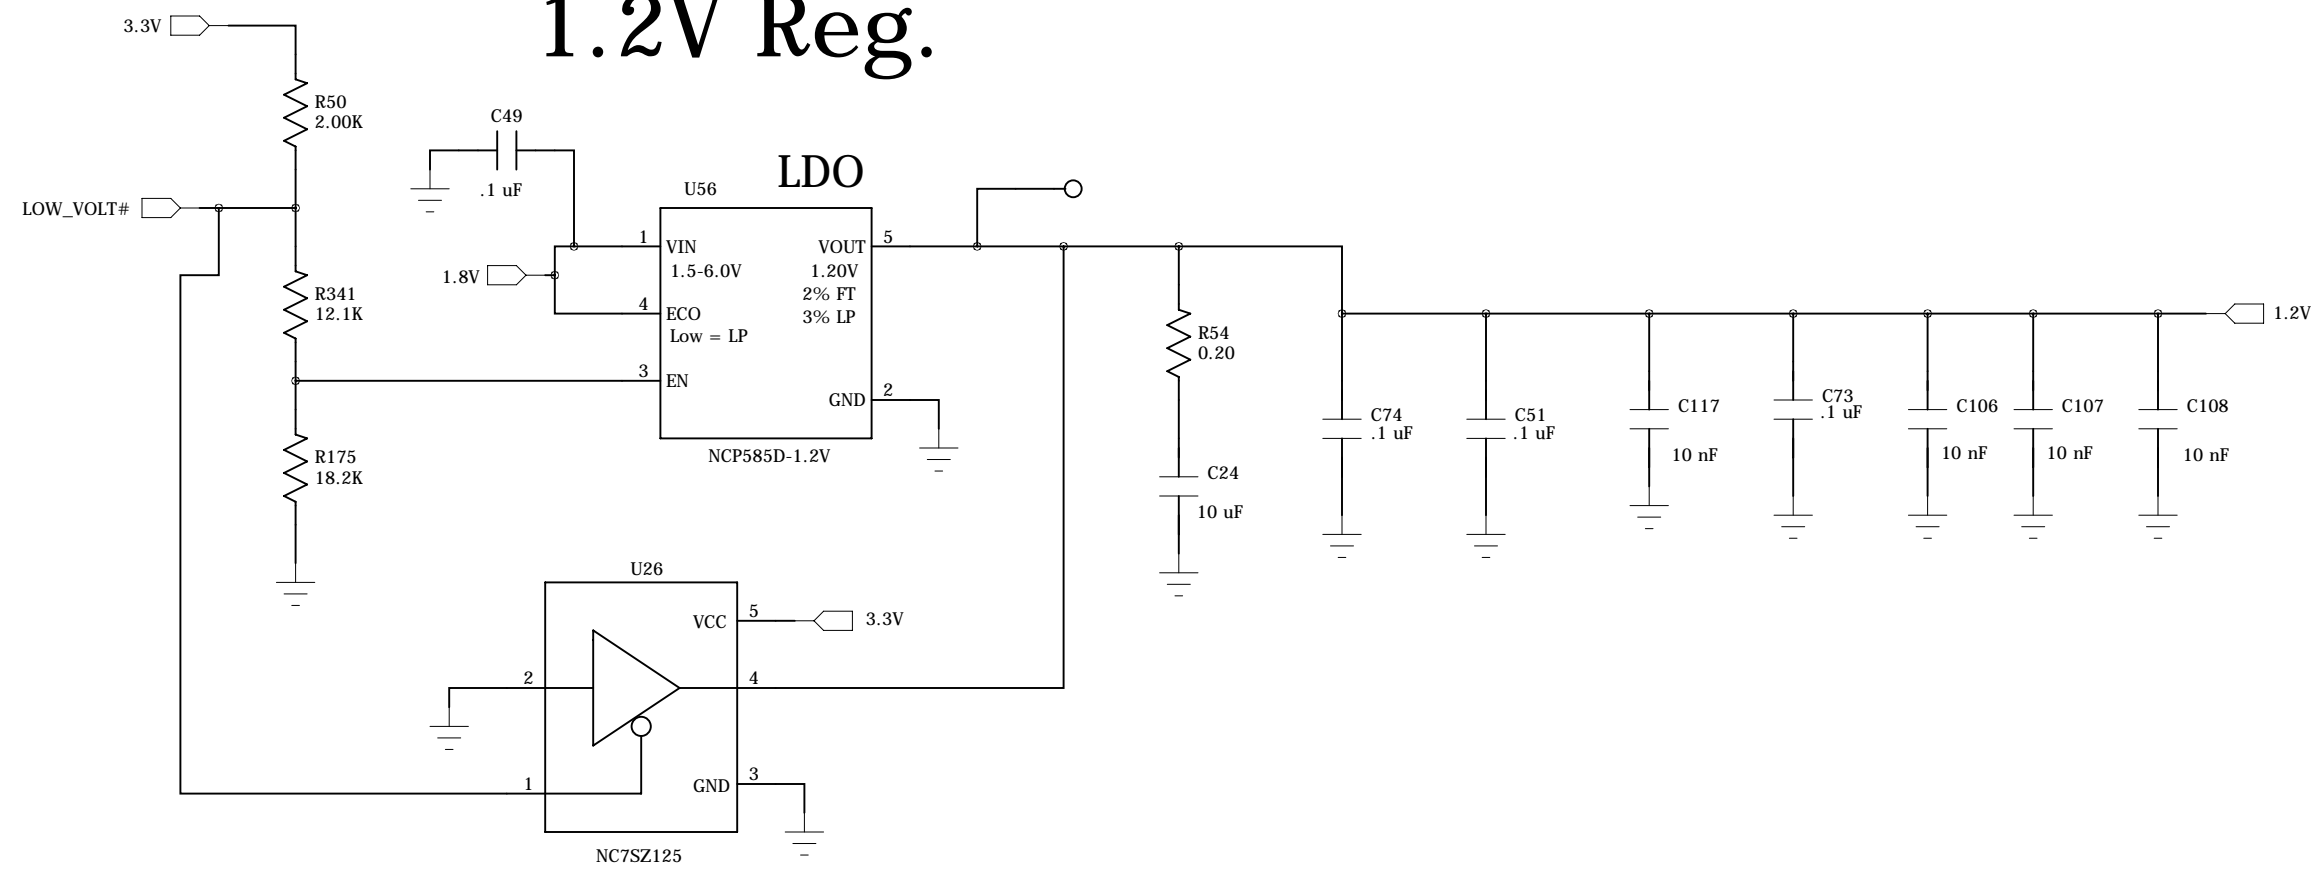 1.2V Reg.
3.3V
R50
2.00K
LOW_VOLT#
R341
12.1K
R175
18.2K
C49
.1 uF
LDO
U56
1.8V
1
VIN
1.5-6.0V
4
ECO
Low = LP
3
EN
VOUT
5
1.20V
2% FT
3% LP
GND
2
NCP585D-1.2V
R54
0.20
C24
10 uF
C74
.1 uF
C51
.1 uF
C117
10 nF
C73
.1 uF
C106
10 nF
C107
10 nF
C108
10 nF
1.2V
U26
VCC
5
3.3V
2
4
1
GND
3
NC7SZ125